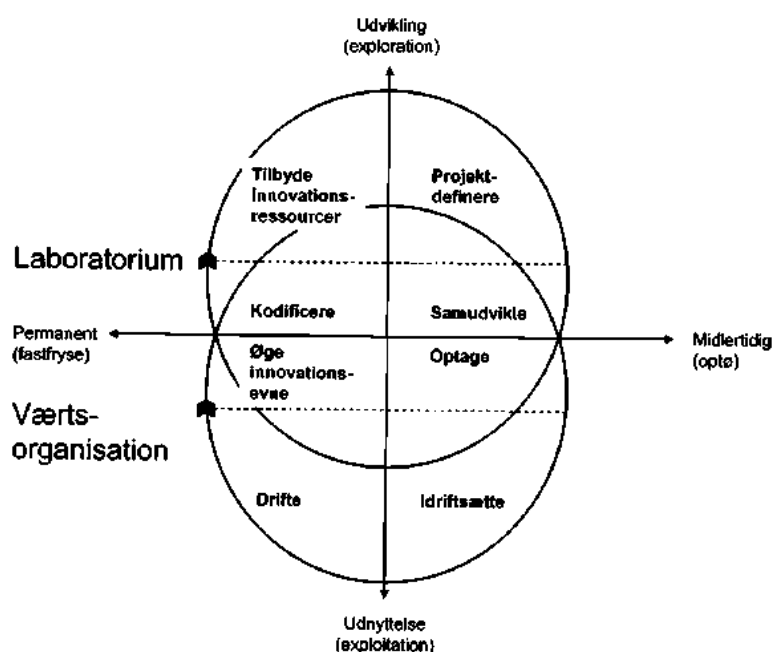 Udvikling
(exploration)
Tilbyde
Innovations-
ressourcer
Projekt-
definere
Laboratorium
Kodificere
Samudvikle
Permanent
(fastfryse)
Midlertidig
(optø)
Øge
innovations-
evne
Optage
Værts-
organisation
Drifte
Idriftsætte
Udnyttelse
(exploitation)